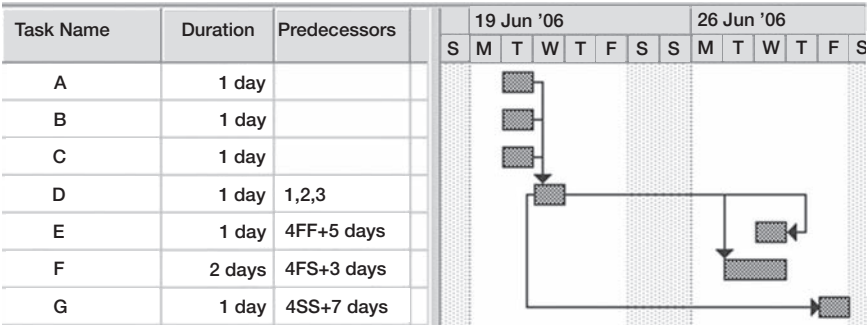 Task Name Duration Predecessors 19 Jun '06 26 Jun '06
S M T W T F S S M T W T F S
A 1 day
B 1 day
C 1 day
D 1 day 1,2,3
E 1 day 4FF+5 days
F 2 days 4FS+3 days
G 1 day 4SS+7 days